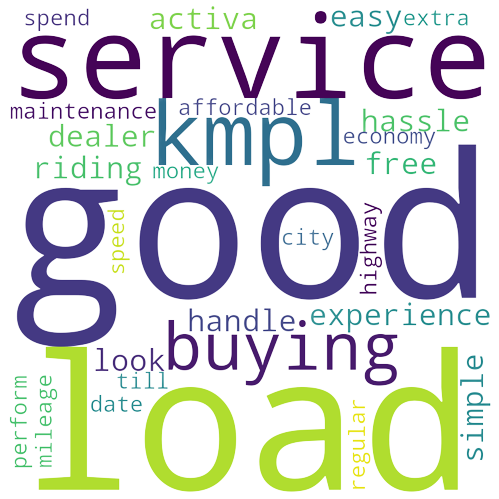 spend activa easy extra
service
maintenance affordable
kmpl hassle
dealer economy
riding money free
good
speed city highway
handle experience
buying
look
till
date
load
perform mileage regular simple